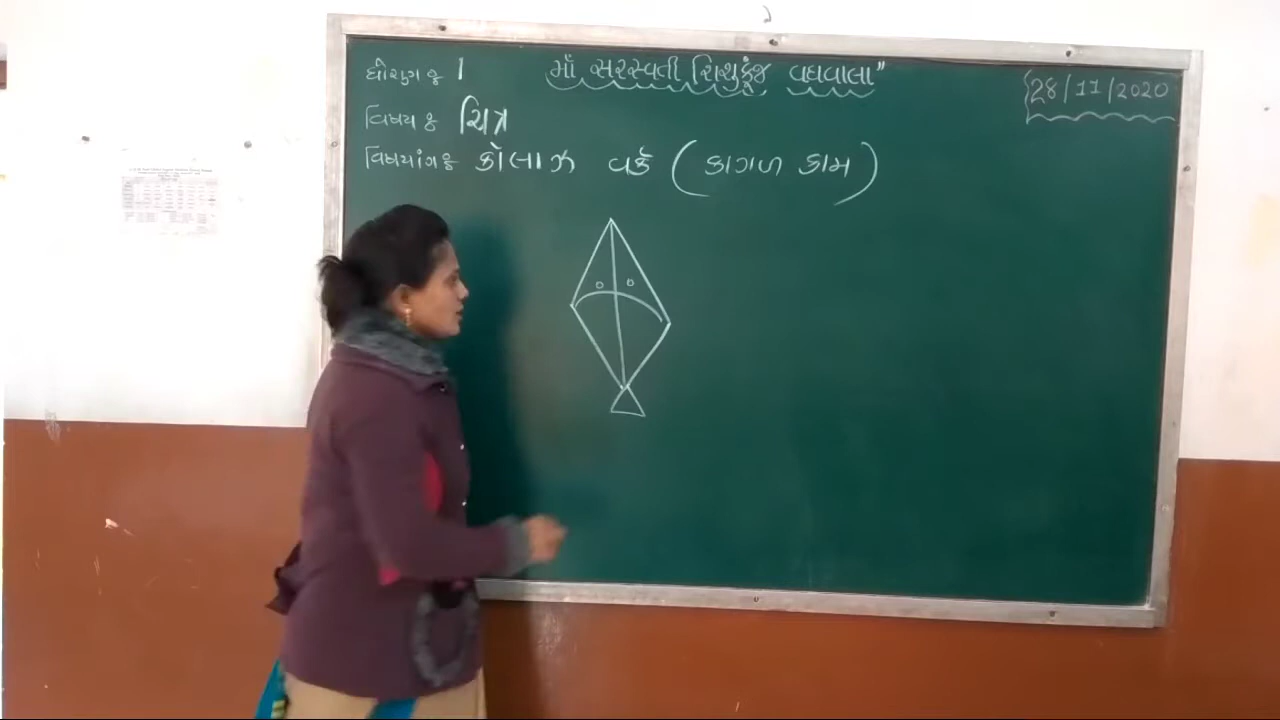 ધોરણ ઃ 1
માઁ સરસ્વતી શિશુકુંજ વઘવાલા"
28/11/2020
વિષય ઃ ચિત્ર
વિષયાંગ ઃ કોલાઝ વર્ક (કાગળ કામ)